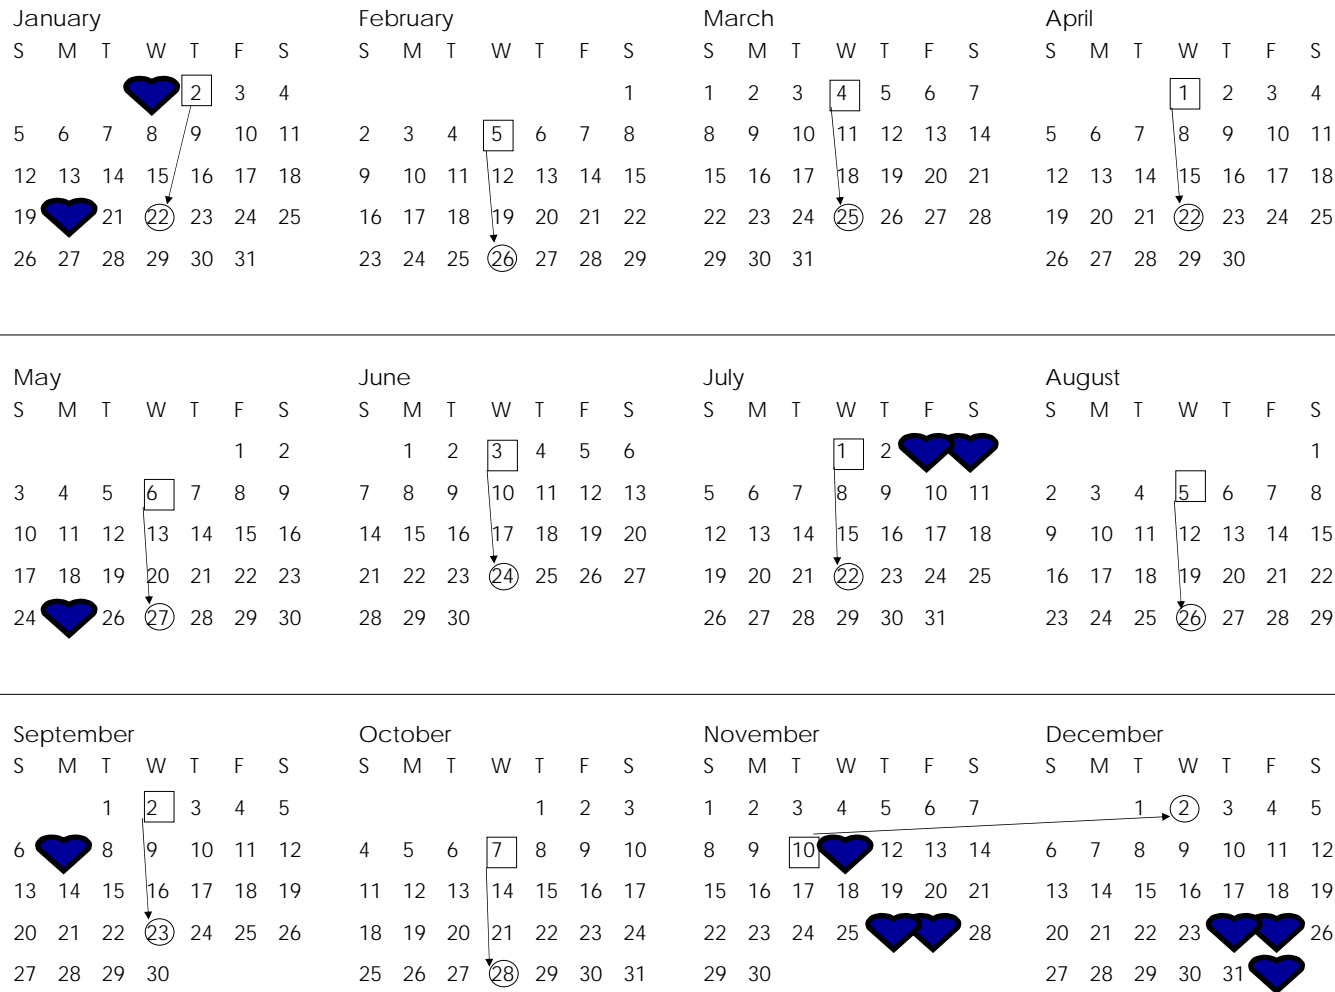 January February March April
S M T W T F S S M T W T F S S M T W T F S S M T W T F S
2 3 4 1 1 2 3 4 5 6 7 1 2 3 4
5 6 7 8 9 10 11 2 3 4 5 6 7 8 8 9 10 11 12 13 14 5 6 7 8 9 10 11
12 13 14 15 16 17 18 9 10 11 12 13 14 15 15 16 17 18 19 20 21 12 13 14 15 16 17 18
19 21 22 23 24 25 16 17 18 19 20 21 22 22 23 24 25 26 27 28 19 20 21 22 23 24 25
26 27 28 29 30 31 23 24 25 26 27 28 29 29 30 31 26 27 28 29 30
May June July August
S M T W T F S S M T W T F S S M T W T F S S M T W T F S
1 2 1 2 3 4 5 6 1 2 1
3 4 5 6 7 8 9 7 8 9 10 11 12 13 5 6 7 8 9 10 11 2 3 4 5 6 7 8
10 11 12 13 14 15 16 14 15 16 17 18 19 20 12 13 14 15 16 17 18 9 10 11 12 13 14 15
17 18 19 20 21 22 23 21 22 23 24 25 26 27 19 20 21 22 23 24 25 16 17 18 19 20 21 22
24 26 27 28 29 30 28 29 30 26 27 28 29 30 31 23 24 25 26 27 28 29
September October November December
S M T W T F S S M T W T F S S M T W T F S S M T W T F S
1 2 3 4 5 1 2 3 1 2 3 4 5 6 7 1 2 3 4 5
6 8 9 10 11 12 4 5 6 7 8 9 10 8 9 10 12 13 14 6 7 8 9 10 11 12
13 14 15 16 17 18 19 11 12 13 14 15 16 17 15 16 17 18 19 20 21 13 14 15 16 17 18 19
20 21 22 23 24 25 26 18 19 20 21 22 23 24 22 23 24 25 28 20 21 22 23 26
27 28 29 30 25 26 27 28 29 30 31 29 30 27 28 29 30 31